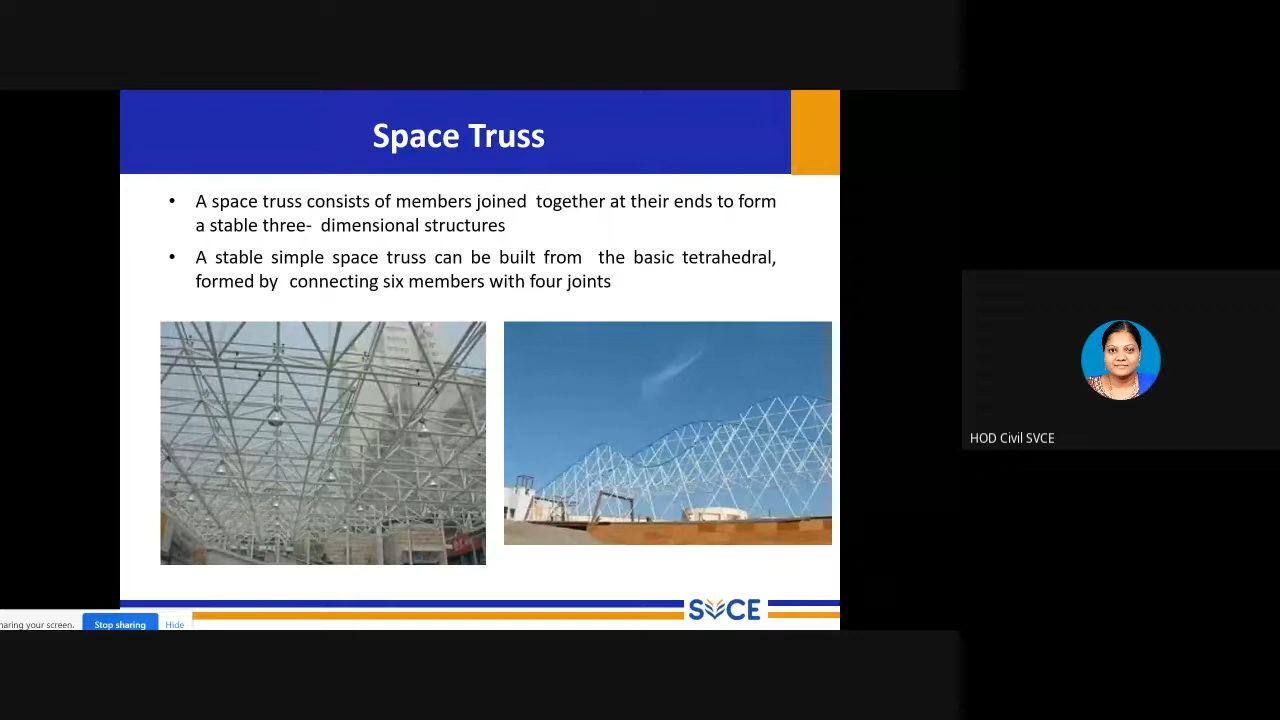 Space Truss
• A space truss consists of members joined together at their ends to form
a stable three- dimensional structures
• A stable simple space truss can be built from the basic tetrahedral,
formed by connecting six members with four joints
HOD Civil SVCE
SVCE
haring your screen. Stop sharing Hide